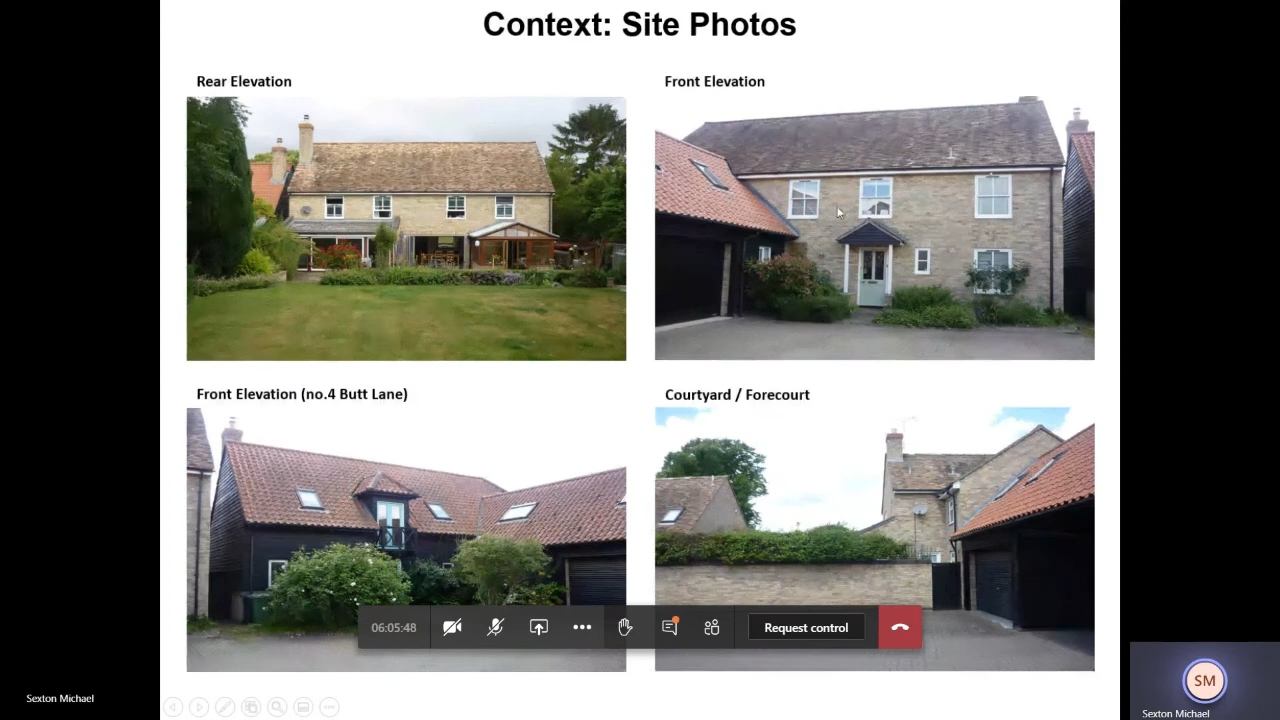 Context: Site Photos
Rear Elevation
Front Elevation
Front Elevation (no.4 Butt Lane)
Courtyard / Forecourt
06:05:48
Request control
SM
Sexton Michael
Sexton Michael